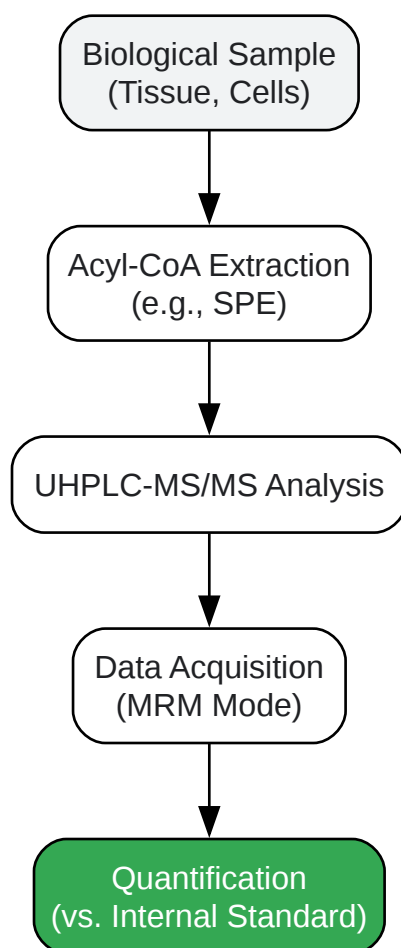 Biological Sample
(Tissue, Cells)
Acyl-CoA Extraction
(e.g., SPE)
UHPLC-MS/MS Analysis
Data Acquisition
(MRM Mode)
Quantification
(vs. Internal Standard)